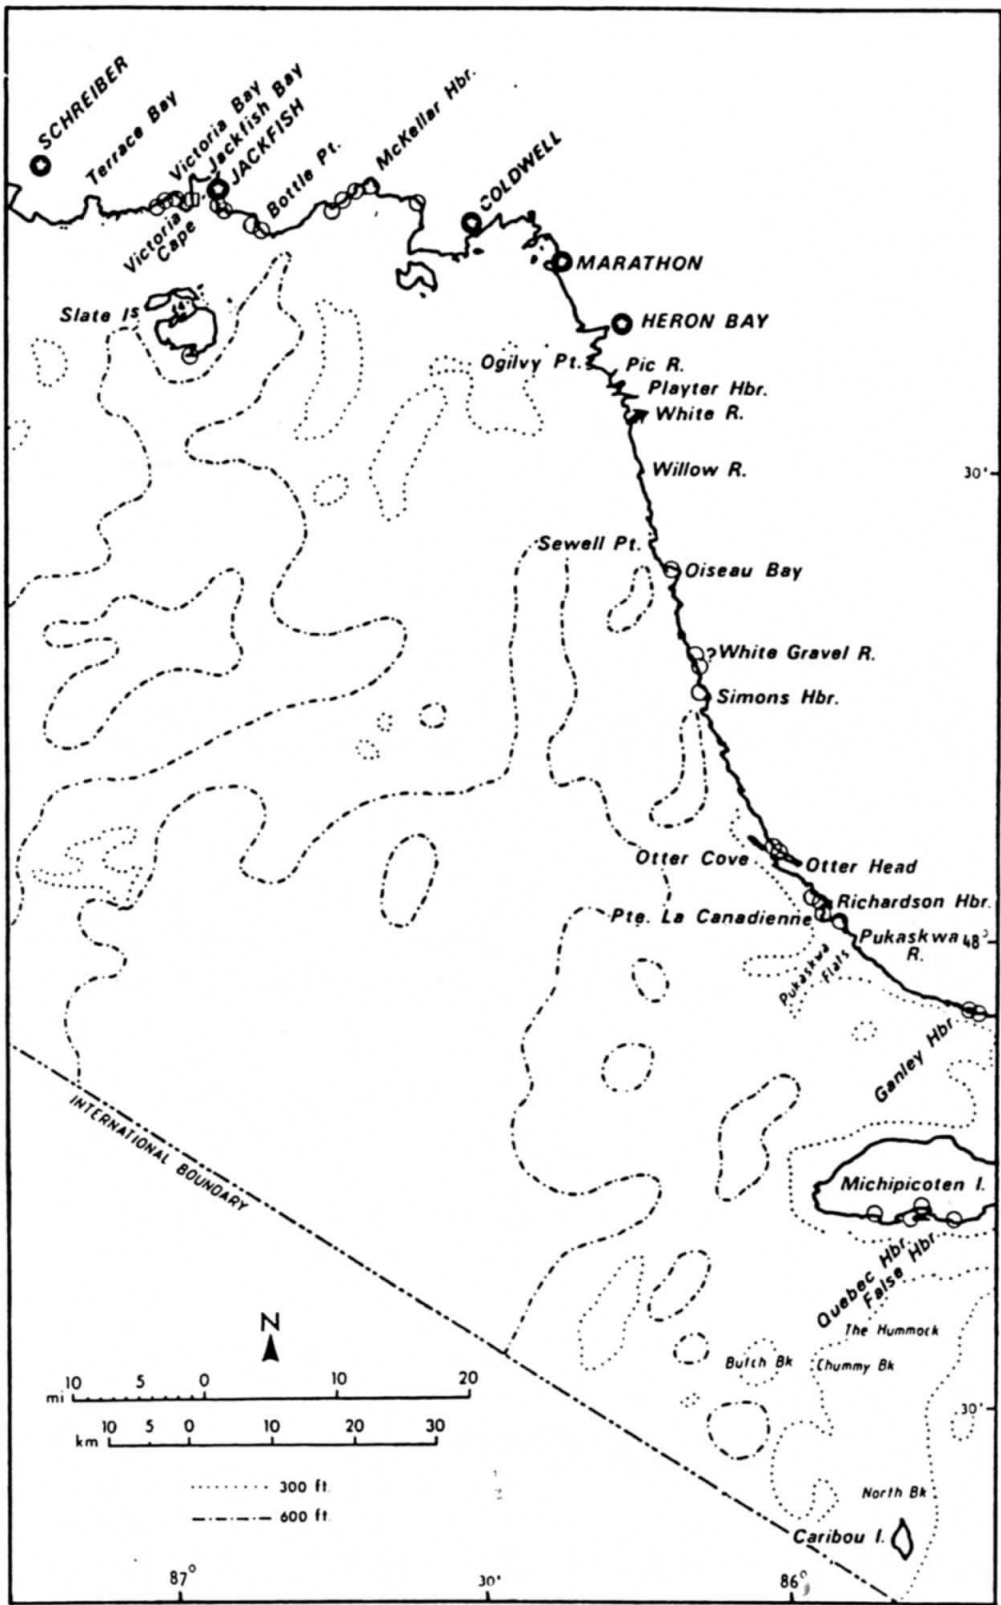 SCHREIBER
Terrace Bay
Victoria Bay
Jackfish Bay
JACKFISH
Victoria
Cape
Bottle Pt.
McKellar Hbr.
COLDWELL
MARATHON
Slate Is
HERON BAY
Ogilvy Pt.
Pic R.
Playter Hbr.
White R.
Willow R.
30'
Sewell Pt.
Oiseau Bay
?White Gravel R.
Simons Hbr.
Otter Cove
Otter Head
Richardson Hbr.
Pte. La Canadienne
Pukaskwa
R.
48°
Pukaskwa
Flals
Ganley Hbr
INTERNATIONAL BOUNDARY
Michipicoten I.
Quebec Hbr.
False Hbr
The Hummock
Butch Bk
Chummy Bk
N
10 5 0 10 20
mi
10 5 0 10 20 30
km
30'
300 ft.
600 ft.
North Bk
Caribou I.
87°
30'
86°